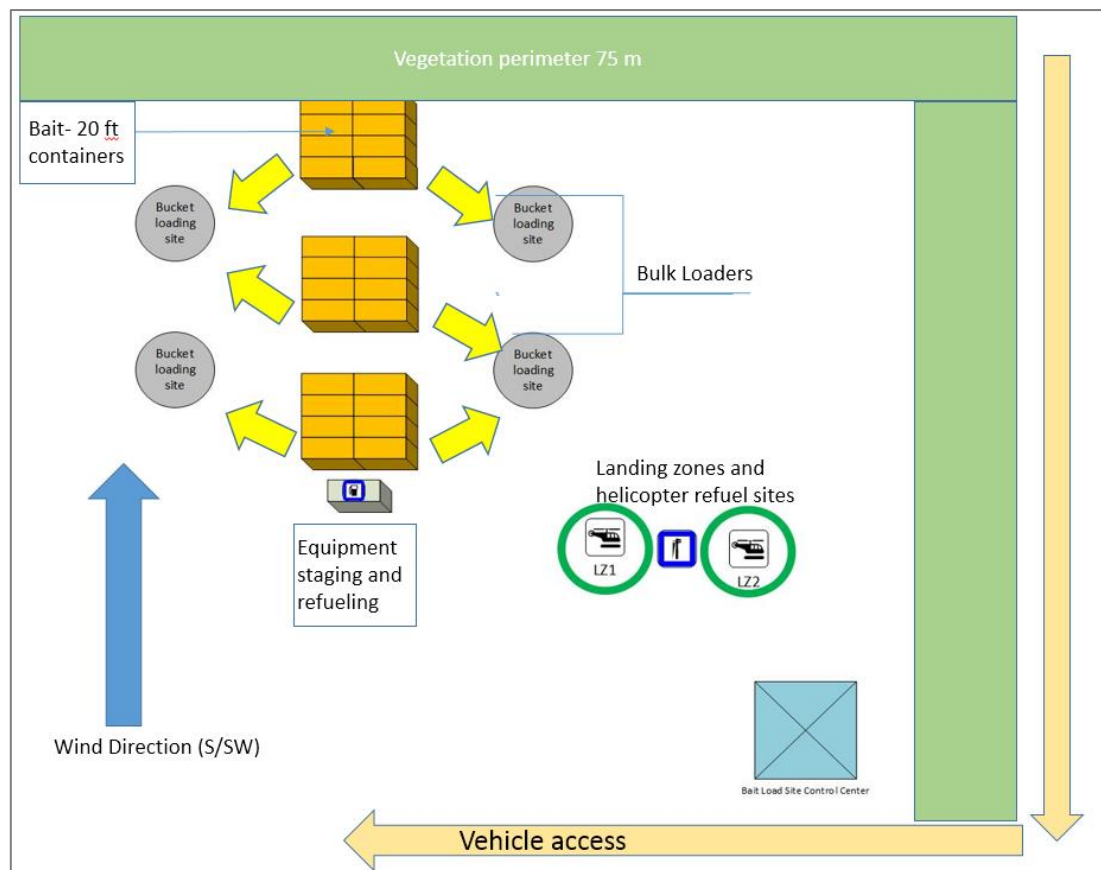 Vegetation perimeter 75 m
Bait- 20 ft
containers
Bucket
loading
site
Bucket
loading
site
Bulk Loaders
Bucket
loading
site
Bucket
loading
site
Landing zones and
helicopter refuel sites
LZ1
LZ2
Equipment
staging and
refueling
Wind Direction (S/SW)
Bait Load Site Control Center
Vehicle access